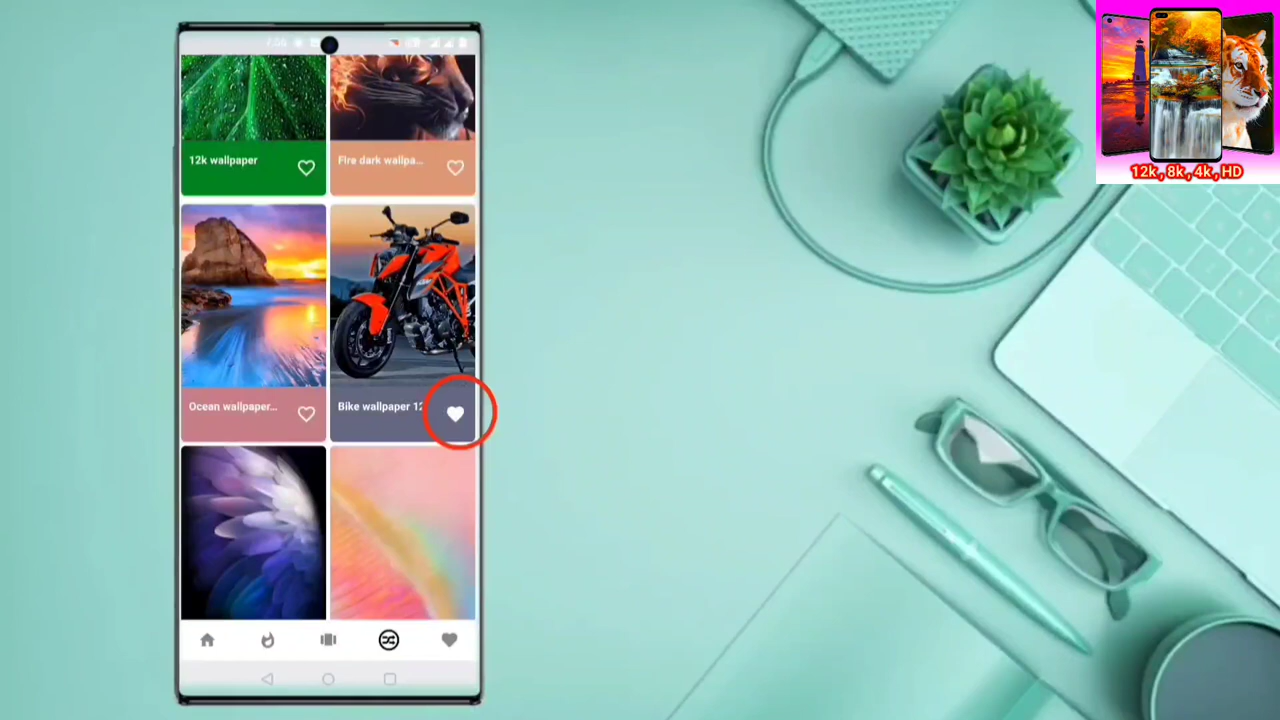 12k wallpaper
Fire dark wallpa...
Ocean wallpaper...
Bike wallpaper 12
12k, 8k, 4k, HD